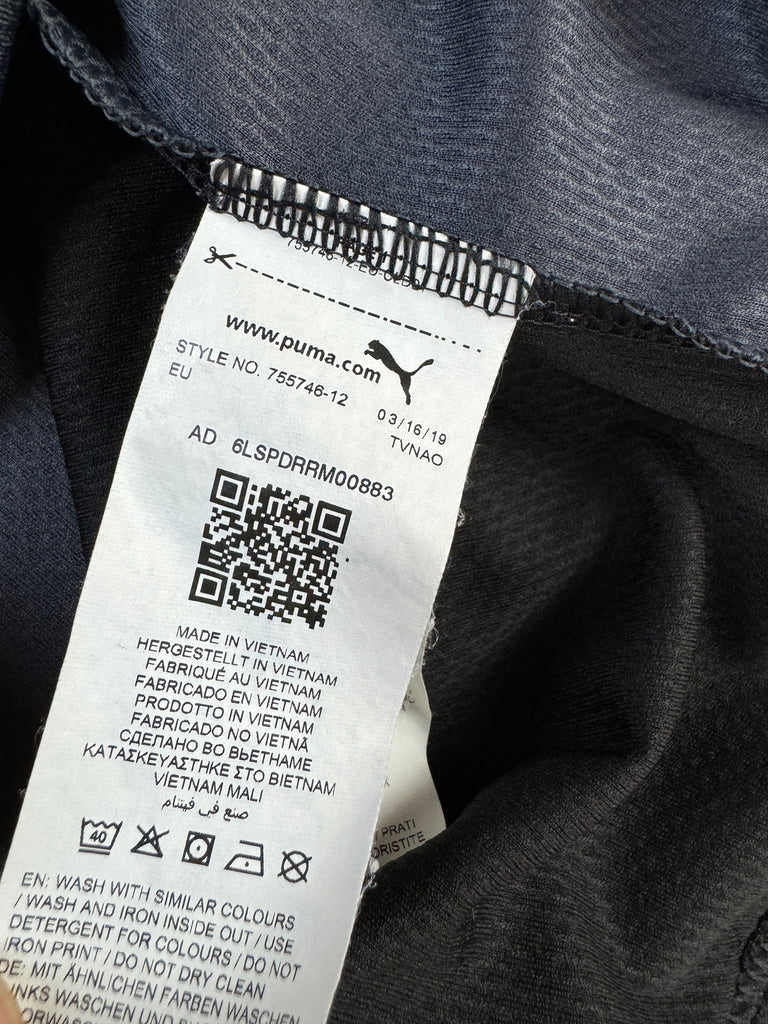 www.puma.com
STYLE NO. 755746-12
EU
03/16/19
TVNAO
AD 6LSPDRRM00883
MADE IN VIETNAM
HERGESTELLT IN VIETNAM
FABRIQUÉ AU VIETNAM
FABRICADO EN VIETNAM
PRODOTTO IN VIETNAM
FABRICADO NO VIETNÃ
СДЕЛАНО ВО ВЬЕТНАМЕ
ΚΑΤΑΣΚΕΥΑΣΤΗΚΕ ΣΤΟ ΒΙΕΤΝΑΜ
VIETNAM MALI
صنع في فيتنام
40
EN: WASH WITH SIMILAR COLOURS
/ WASH AND IRON INSIDE OUT / USE
DETERGENT FOR COLOURS / DO NOT
IRON PRINT / DO NOT DRY CLEAN
DE: MIT ÄHNLICHEN FARBEN WASCHEN
WASCHEN UND
PRATI